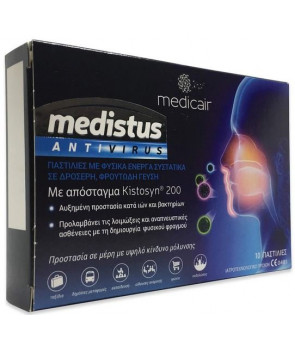 medicair
medistus
ANTIVIRUS
ΠΑΣΤΙΛΙΕΣ ΜΕ ΦΥΣΙΚΑ ΕΝΕΡΓΑ ΣΥΣΤΑΤΙΚΑ
ΣΕ ΔΡΟΣΕΡΗ, ΦΡΟΥΤΩΔΗ ΓΕΥΣΗ
Με απόσταγμα Kistosyn® 200
• Αυξημένη προστασία κατά ιών και βακτηρίων
• Προλαμβάνει τις λοιμώξεις και αναπνευστικές
ασθένειες με τη δημιουργία φυσικού φραγμού
Προστασία σε μέρη με υψηλό κίνδυνο μόλυνσης
10 ΠΑΣΤΙΛΙΕΣ